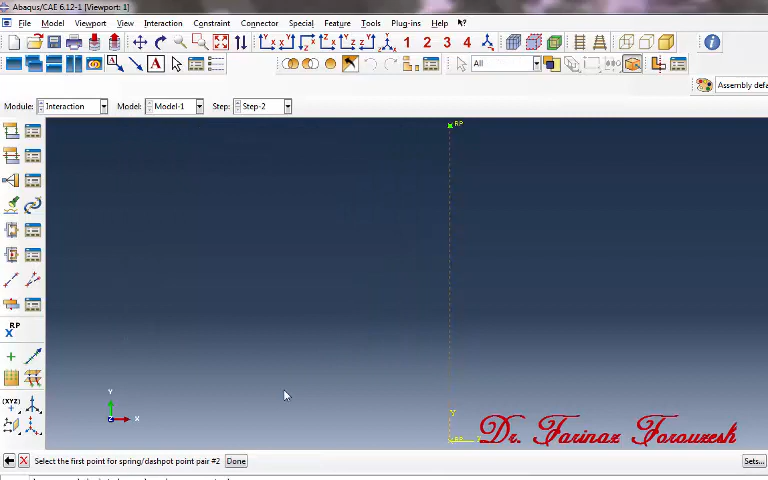 Abaqus/CAE 6.12-1 [Viewport: 1]
File Model Viewport View Interaction Constraint Connector Special Feature Tools Plug-ins Help
1 2 3 4
All
Assembly defa
Module: Interaction Model: Model-1 Step: Step-2
RP
RP
(XYZ)
Y
X
Z
Y
RP
Dr. Farinaz Forouzesh
Select the first point for spring/dashpot point pair #2 Done Sets...